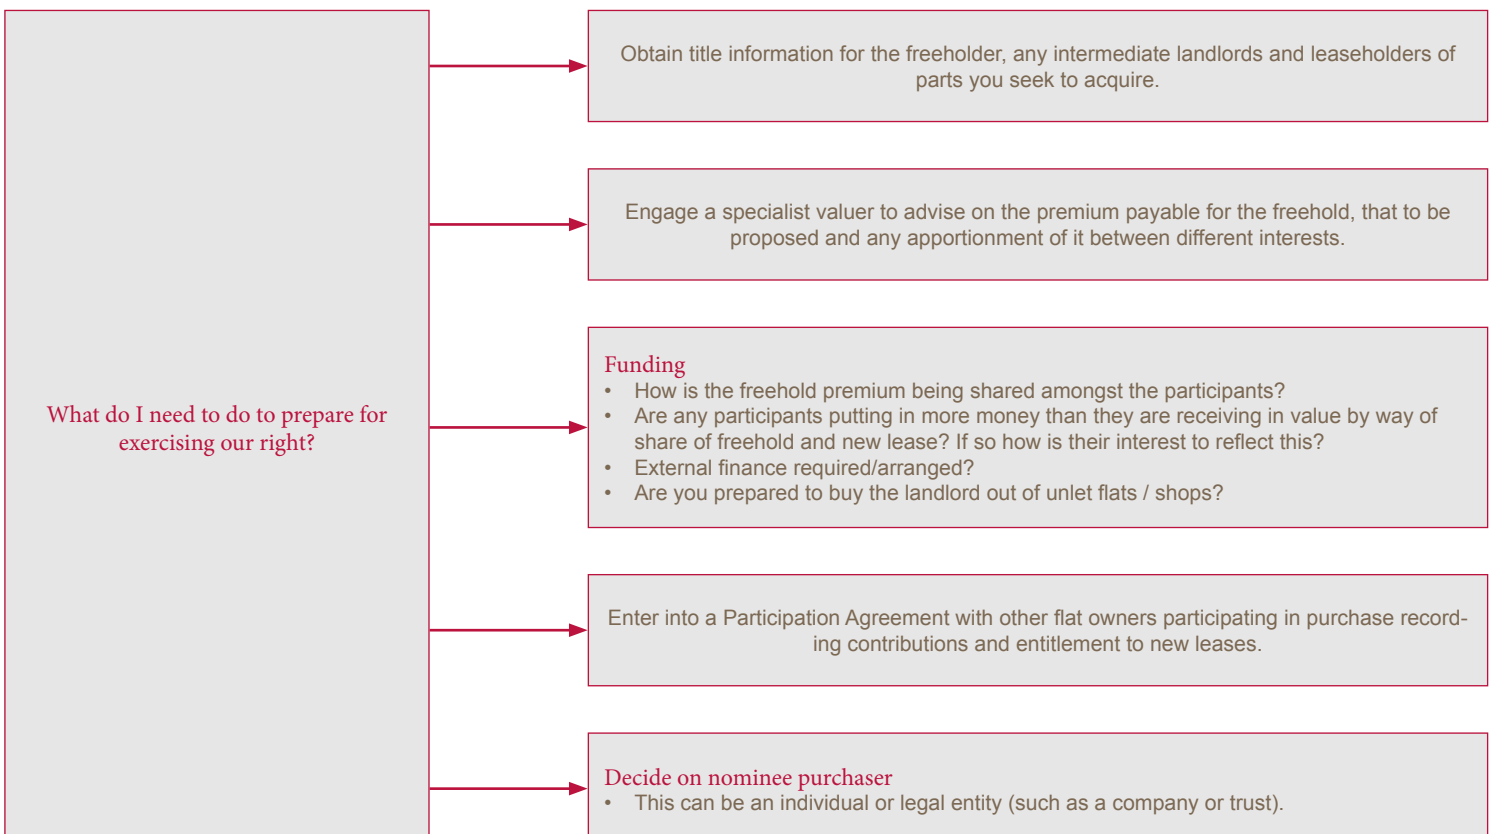 What do I need to do to prepare for
exercising our right?
Obtain title information for the freeholder, any intermediate landlords and leaseholders of
parts you seek to acquire.
Engage a specialist valuer to advise on the premium payable for the freehold, that to be
proposed and any apportionment of it between different interests.
Funding
• How is the freehold premium being shared amongst the participants?
• Are any participants putting in more money than they are receiving in value by way of
share of freehold and new lease? If so how is their interest to reflect this?
• External finance required/arranged?
• Are you prepared to buy the landlord out of unlet flats / shops?
Enter into a Participation Agreement with other flat owners participating in purchase record-
ing contributions and entitlement to new leases.
Decide on nominee purchaser
• This can be an individual or legal entity (such as a company or trust).